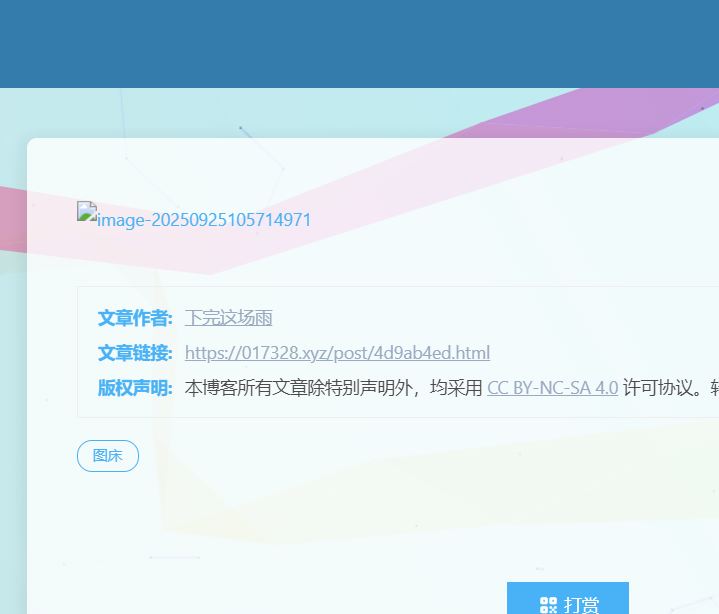 image-20250925105714971
文章作者: 下完这场雨
文章链接: https://017328.xyz/post/4d9ab4ed.html
版权声明: 本博客所有文章除特别声明外，均采用 CC BY-NC-SA 4.0 许可协议。
图床
打赏